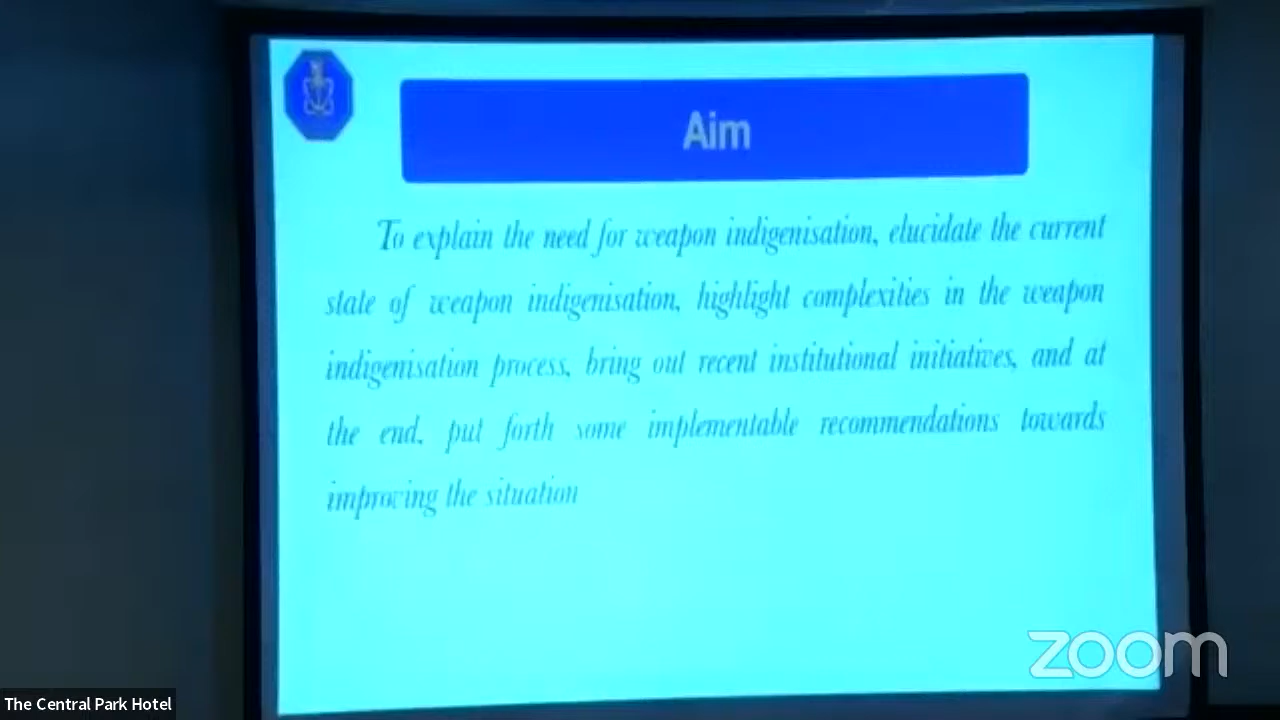 Aim
To explain the need for weapon indigenisation, elucidate the current
state of weapon indigenisation, highlight complexities in the weapon
indigenisation process, bring out recent institutional initiatives, and at
the end, put forth some implementable recommendations towards
improving the situation
zoom
The Central Park Hotel